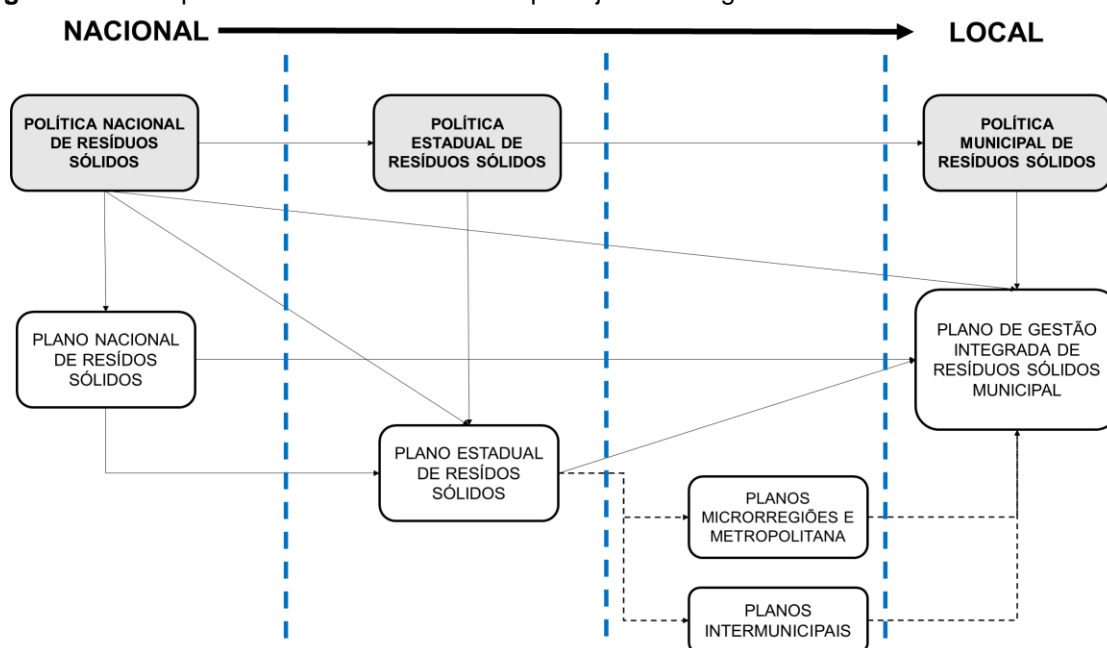 NACIONAL
LOCAL
POLÍTICA NACIONAL
DE RESÍDUOS
SÓLIDOS
POLÍTICA
ESTADUAL DE
RESÍDUOS SÓLIDOS
POLÍTICA
MUNICIPAL DE
RESÍDUOS SÓLIDOS
PLANO NACIONAL
DE RESÍDOS
SÓLIDOS
PLANO DE GESTÃO
INTEGRADA DE
RESÍDUOS SÓLIDOS
MUNICIPAL
PLANO ESTADUAL
DE RESÍDOS
SÓLIDOS
PLANOS
MICRORREGIÕES E
METROPOLITANA
PLANOS
INTERMUNICIPAIS